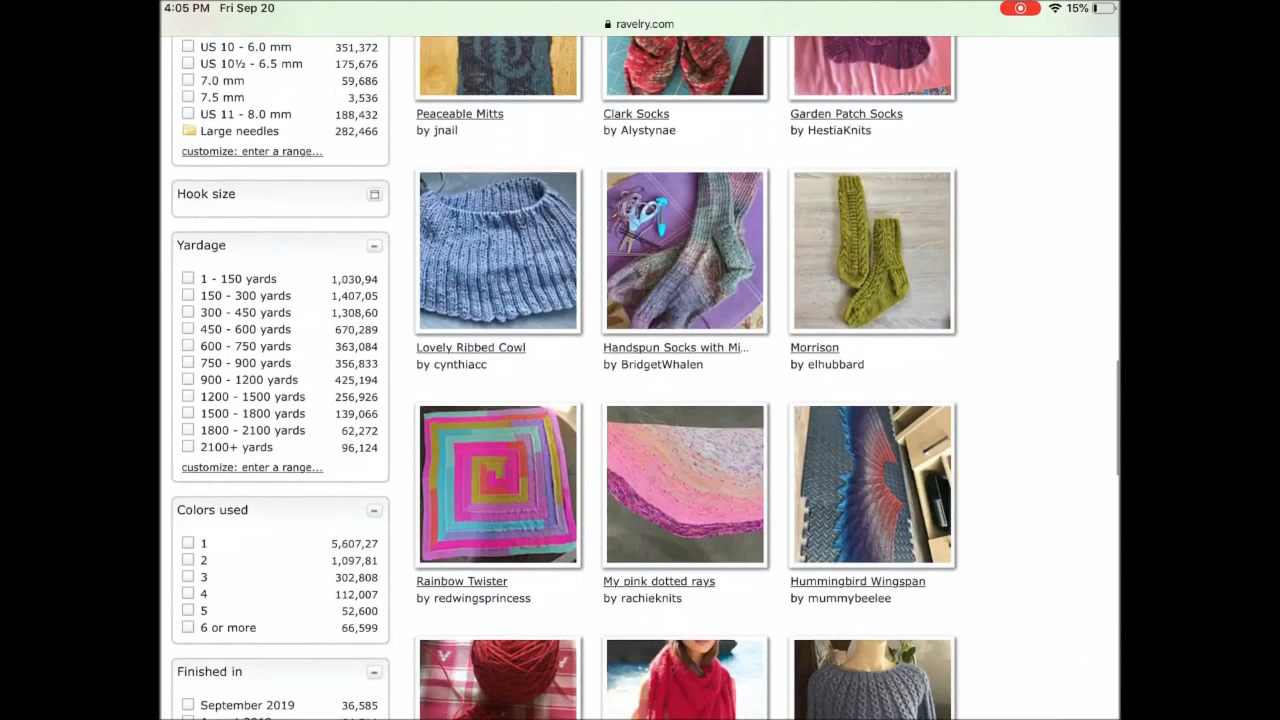 4:05 PM Fri Sep 20
15%
ravelry.com
US 10 - 6.0 mm 351,372
US 10½ - 6.5 mm 175,676
7.0 mm 59,686
7.5 mm 3,536
US 11 - 8.0 mm 188,432
Large needles 282,466
customize: enter a range...
Hook size
Yardage
1 - 150 yards 1,030,94
150 - 300 yards 1,407,05
300 - 450 yards 1,308,60
450 - 600 yards 670,289
600 - 750 yards 363,084
750 - 900 yards 356,833
900 - 1200 yards 425,194
1200 - 1500 yards 256,926
1500 - 1800 yards 139,066
1800 - 2100 yards 62,272
2100+ yards 96,124
customize: enter a range...
Colors used
1 5,607,27
2 1,097,81
3 302,808
4 112,007
5 52,600
6 or more 66,599
Finished in
September 2019 36,585
Peaceable Mitts
by jnail
Clark Socks
by Alystynae
Garden Patch Socks
by HestiaKnits
Lovely Ribbed Cowl
by cynthiacc
Handspun Socks with Mi...
by BridgetWhalen
Morrison
by elhubbard
Rainbow Twister
by redwingsprincess
My pink dotted rays
by rachieknits
Hummingbird Wingspan
by mummybeelee